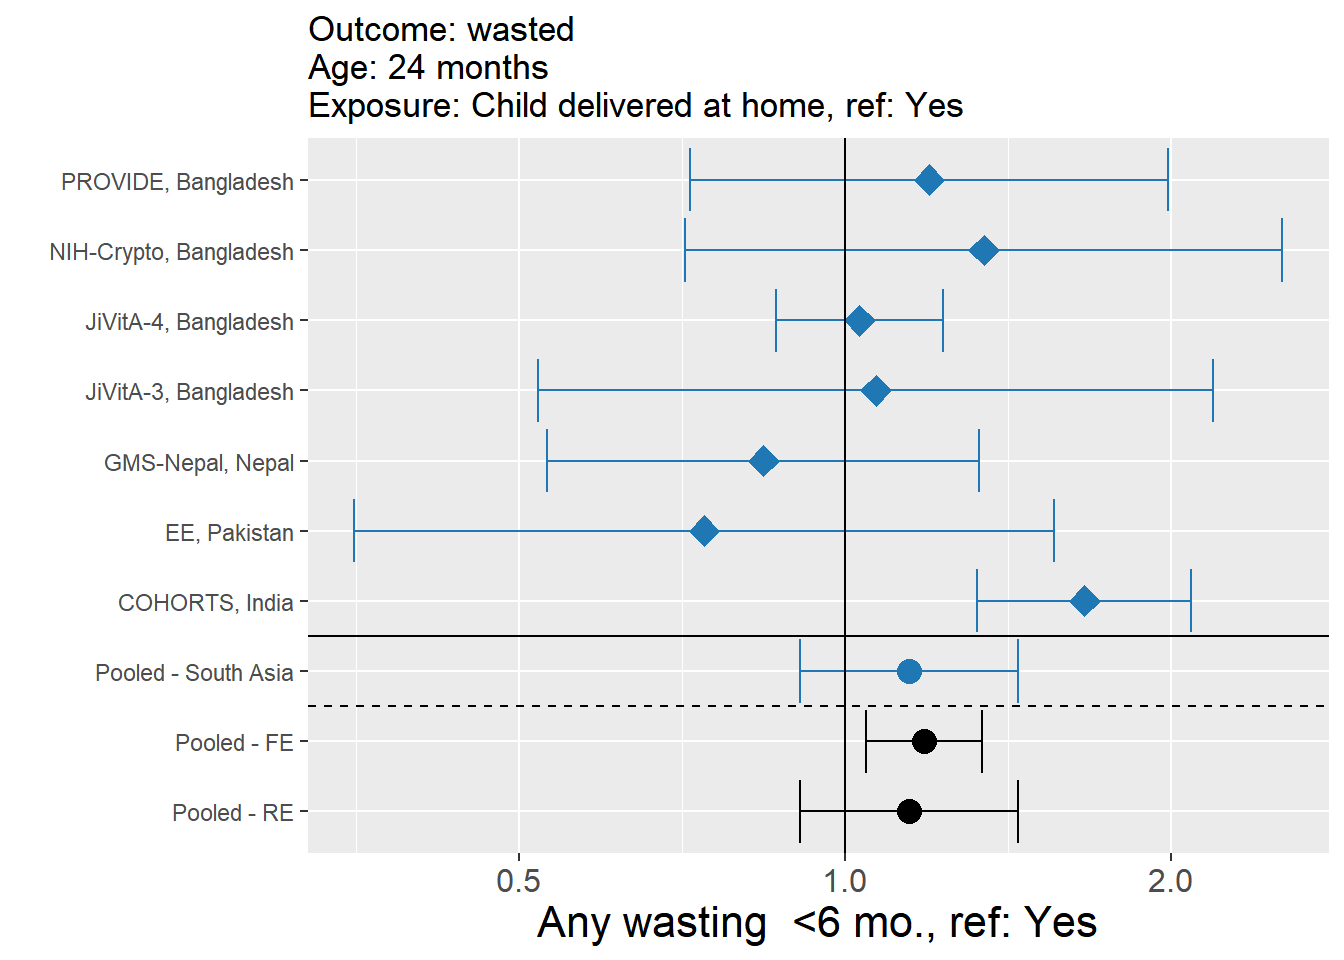 Outcome: wasted
Age: 24 months
Exposure: Child delivered at home, ref: Yes
PROVIDE, Bangladesh
NIH-Crypto, Bangladesh
JiVitA-4, Bangladesh
JiVitA-3, Bangladesh
GMS-Nepal, Nepal
EE, Pakistan
COHORTS, India
Pooled - South Asia
Pooled - FE
Pooled - RE
0.5 1.0 2.0
Any wasting  <6 mo., ref: Yes